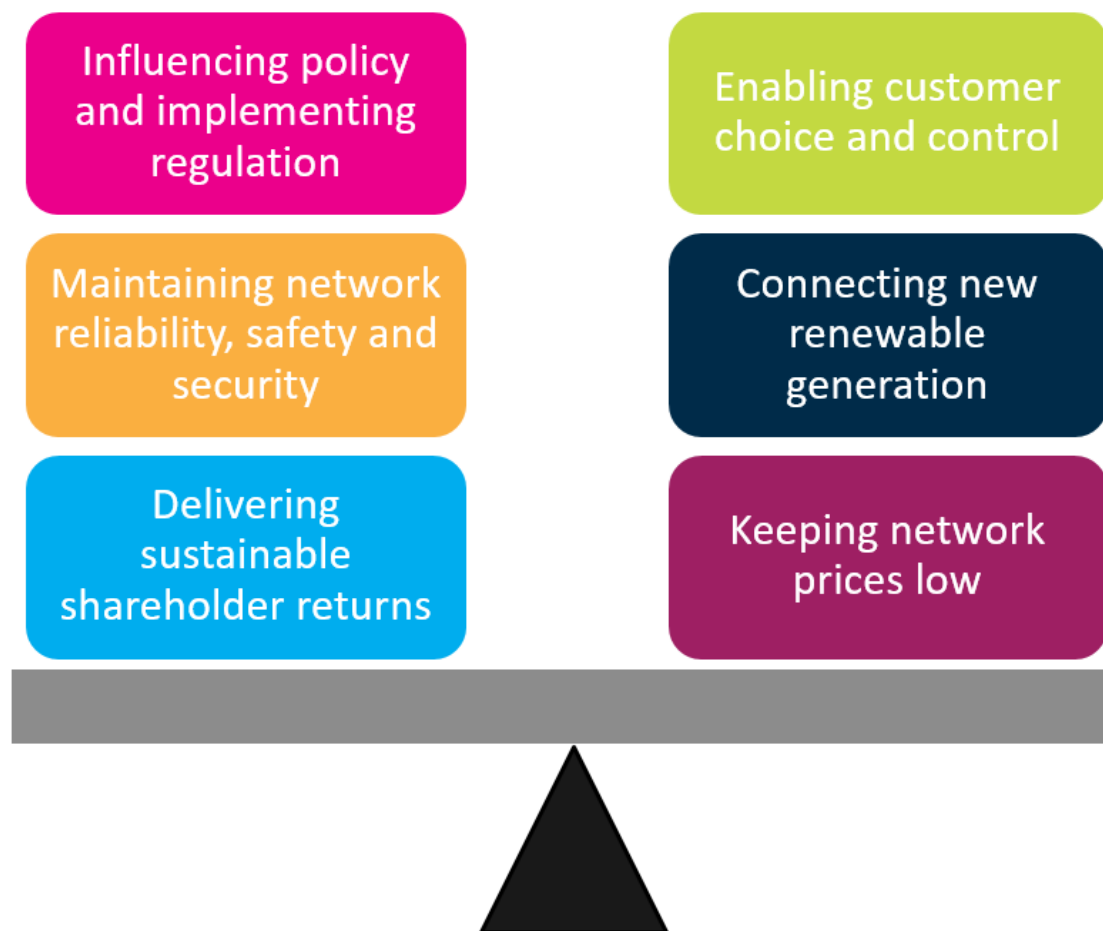 Influencing policy
and implementing
regulation
Enabling customer
choice and control
Maintaining network
reliability, safety and
security
Connecting new
renewable
generation
Delivering
sustainable
shareholder returns
Keeping network
prices low